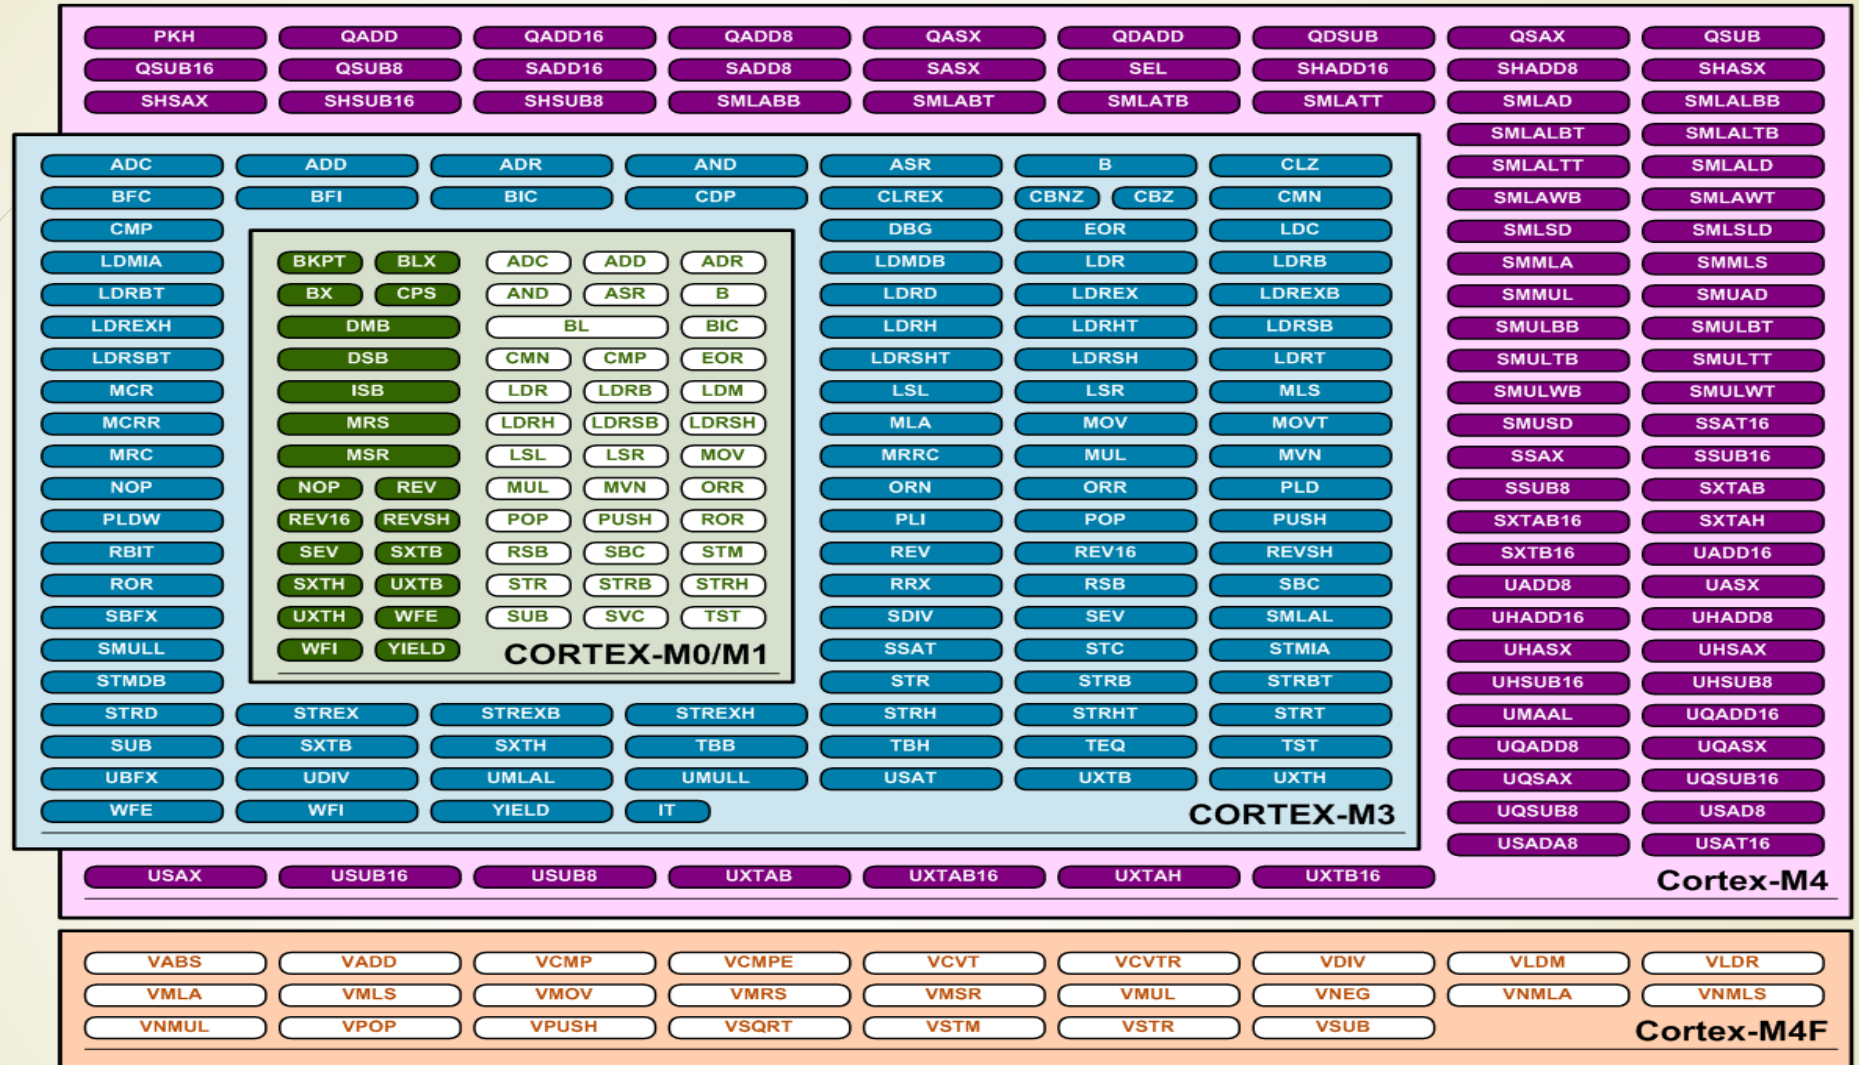 PKH QADD QADD16 QADD8 QASX QDADD QDSUB QSAX QSUB
QSUB16 QSUB8 SADD16 SADD8 SASX SEL SHADD16 SHADD8 SHASX
SHSAX SHSUB16 SHSUB8 SMLABB SMLABT SMLATB SMLATT SMLAD SMLALBB
SMLALBT SMLALTB
ADC ADD ADR AND ASR B CLZ SMLALTT SMLALD
BFC BFI BIC CDP CLREX CBNZ CBZ CMN SMLAWB SMLAWT
CMP DBG EOR LDC SMLSD SMLSLD
LDMIA BKPT BLX ADC ADD ADR LDMDB LDR LDRB SMMLA SMMLS
LDRBT BX CPS AND ASR B LDRD LDREX LDREXB SMMUL SMUAD
LDREXH DMB BL BIC LDRH LDRHT LDRSB SMULBB SMULBT
LDRSBT DSB CMN CMP EOR LDRSHT LDRSH LDRT SMULTB SMULTT
MCR ISB LDR LDRB LDM LSL LSR MLS SMULWB SMULWT
MCRR MRS LDRH LDRSB LDRSH MLA MOV MOVT SMUSD SSAT16
MRC MSR LSL LSR MOV MRRC MUL MVN SSAX SSUB16
NOP NOP REV MUL MVN ORR ORN ORR PLD SSUB8 SXTAB
PLDW REV16 REVSH POP PUSH ROR PLI POP PUSH SXTAB16 SXTAH
RBIT SEV SXTB RSB SBC STM REV REV16 REVSH SXTB16 UADD16
ROR SXTH UXTB STR STRB STRH RRX RSB SBC UADD8 UASX
SBFX UXTH WFE SUB SVC TST SDIV SEV SMLAL UHADD16 UHADD8
SMULL WFI YIELD CORTEX-M0/M1 SSAT STC STMIA UHASX UHSAX
STMDB STR STRB STRBT UHSUB16 UHSUB8
STRD STREX STREXB STREXH STRH STRHT STRT UMAAL UQADD16
SUB SXTB SXTH TBB TBH TEQ TST UQADD8 UQASX
UBFX UDIV UMLAL UMULL USAT UXTB UXTH UQSAX UQSUB16
WFE WFI YIELD IT CORTEX-M3 UQSUB8 USAD8
USADA8 USAT16
USAX USUB16 USUB8 UXTAB UXTAB16 UXTAH UXTB16 Cortex-M4
VABS VADD VCMP VCMPE VCVT VCVTR VDIV VLDM VLDR
VMLA VMLS VMOV VMRS VMSR VMUL VNEG VNMLA VNMLS
VNMUL VPOP VPUSH VSQRT VSTM VSTR VSUB Cortex-M4F